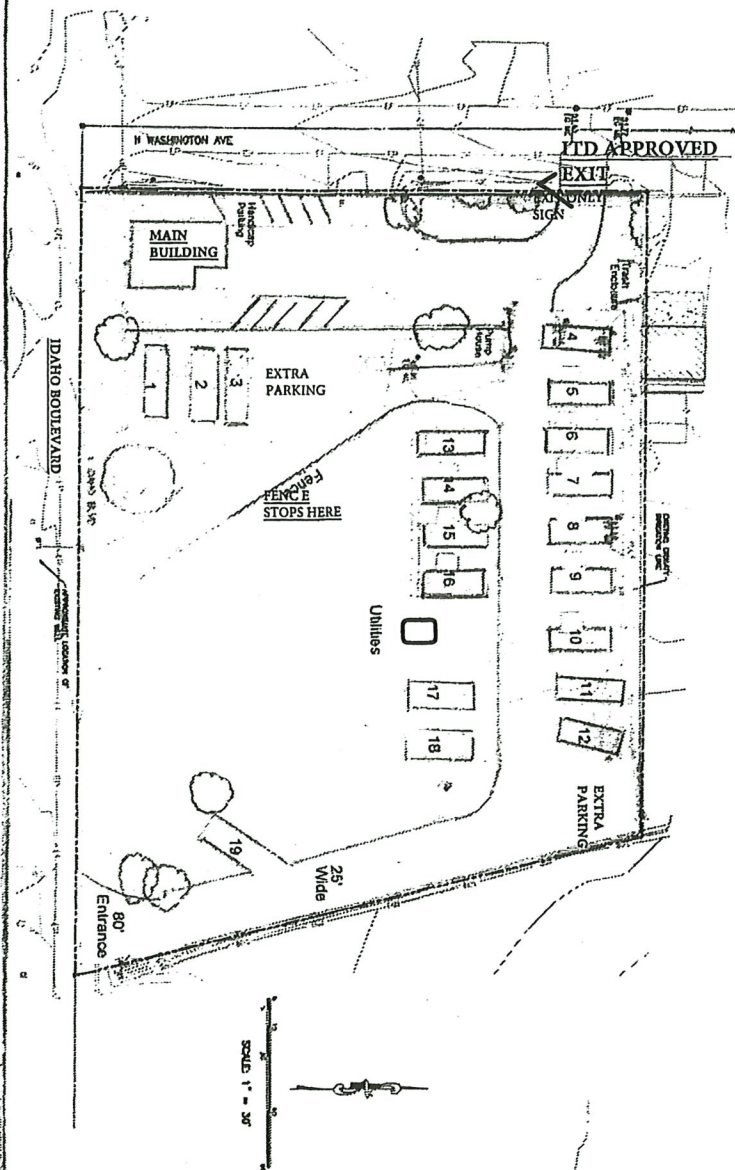 N WASHINGTON AVE
ITD APPROVED
EXIT
EXIT ONLY
SIGN
Handicap
Parking
MAIN
BUILDING
Trash
Enclosure
Pump
House
4
5
6
7
8
9
10
11
12
1
2
3
EXTRA
PARKING
13
14
15
16
Fence
FENCE
STOPS HERE
Utilities
17
18
19
EXTRA
PARKING
25'
Wide
80'
Entrance
IDAHO BOULEVARD
SCALE: 1" = 30'